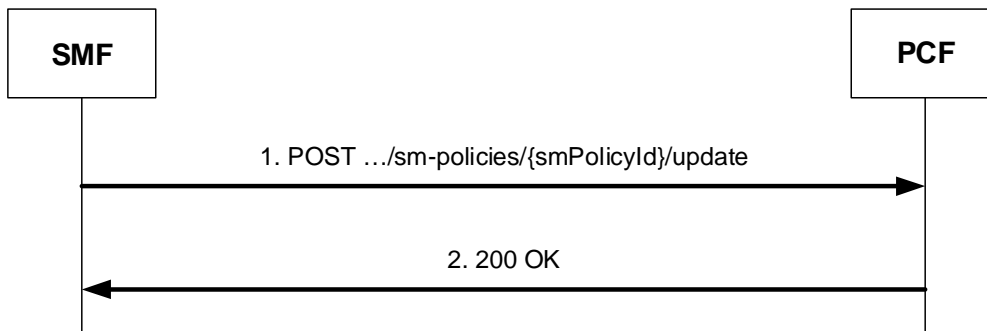 SMF
PCF
1. POST …/sm-policies/{smPolicyId}/update
2. 200 OK